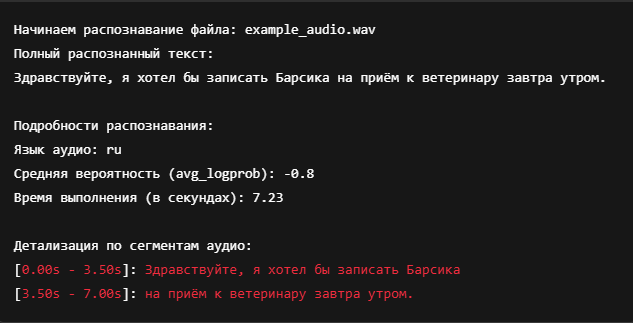 Начинаем распознавание файла: example_audio.wav
Полный распознанный текст:
Здравствуйте, я хотел бы записать Барсика на приём к ветеринару завтра утром.
Подробности распознавания:
Язык аудио: ru
Средняя вероятность (avg_logprob): -0.8
Время выполнения (в секундах): 7.23
Детализация по сегментам аудио:
[0.00s - 3.50s]: Здравствуйте, я хотел бы записать Барсика
[3.50s - 7.00s]: на приём к ветеринару завтра утром.